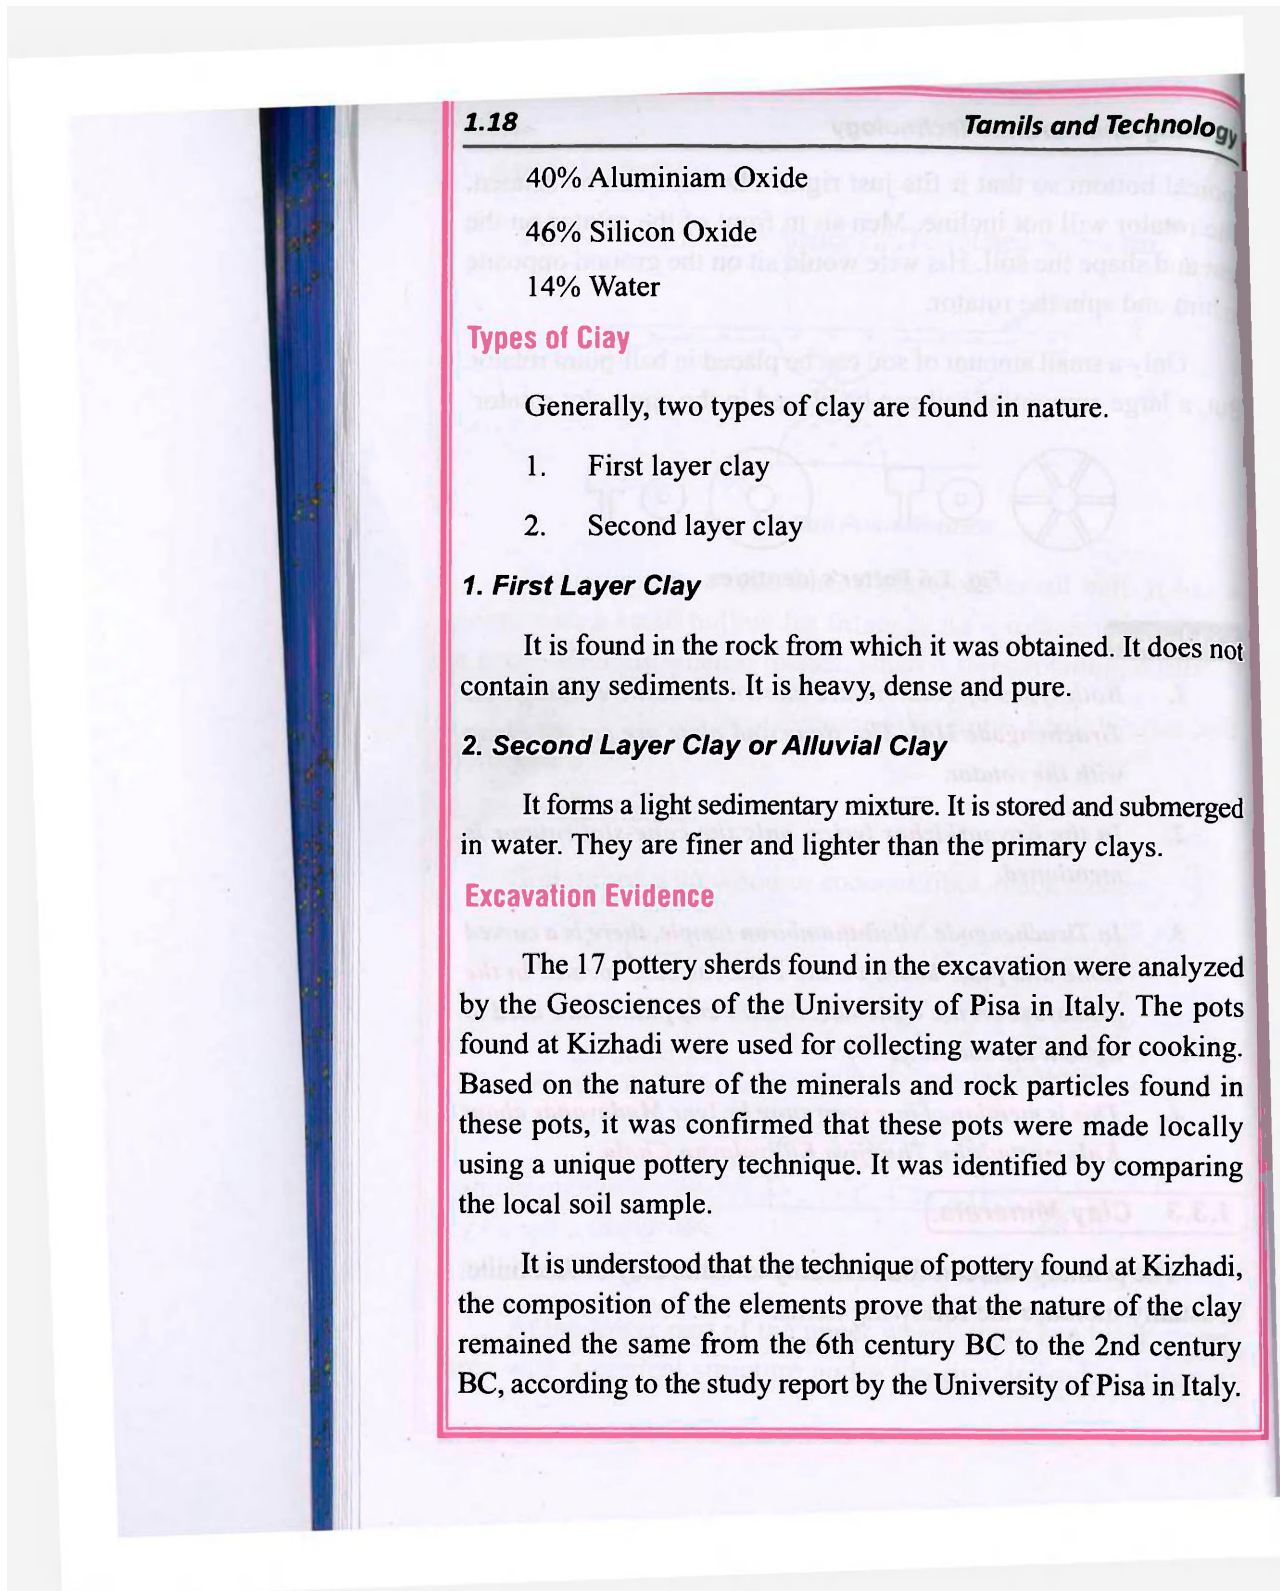 1.18 Tamils and Technology
40% Aluminiam Oxide
46% Silicon Oxide
14% Water
Types of Clay
Generally, two types of clay are found in nature.
1. First layer clay
2. Second layer clay
1. First Layer Clay
It is found in the rock from which it was obtained. It does not
contain any sediments. It is heavy, dense and pure.
2. Second Layer Clay or Alluvial Clay
It forms a light sedimentary mixture. It is stored and submerged
in water. They are finer and lighter than the primary clays.
Excavation Evidence
The 17 pottery sherds found in the excavation were analyzed
by the Geosciences of the University of Pisa in Italy. The pots
found at Kizhadi were used for collecting water and for cooking.
Based on the nature of the minerals and rock particles found in
these pots, it was confirmed that these pots were made locally
using a unique pottery technique. It was identified by comparing
the local soil sample.
It is understood that the technique of pottery found at Kizhadi,
the composition of the elements prove that the nature of the clay
remained the same from the 6th century BC to the 2nd century
BC, according to the study report by the University of Pisa in Italy.